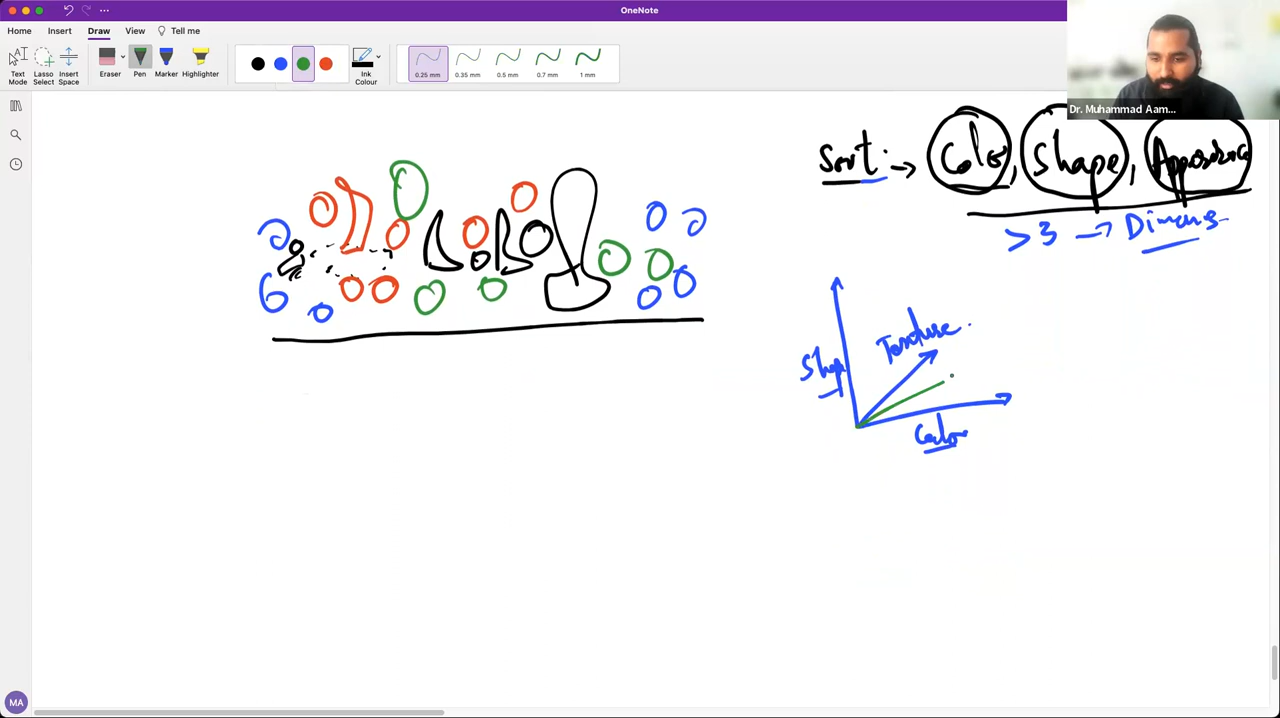 OneNote
Home Insert Draw View Tell me
Text Mode
Lasso Select
Insert Space
Eraser
Pen
Marker
Highlighter
Ink Colour
0.25 mm
0.35 mm
0.5 mm
0.7 mm
1 mm
Dr. Muhammad Aam...
Sort → Color, Shape,
>3 → Dimens
Shape
Color
MA